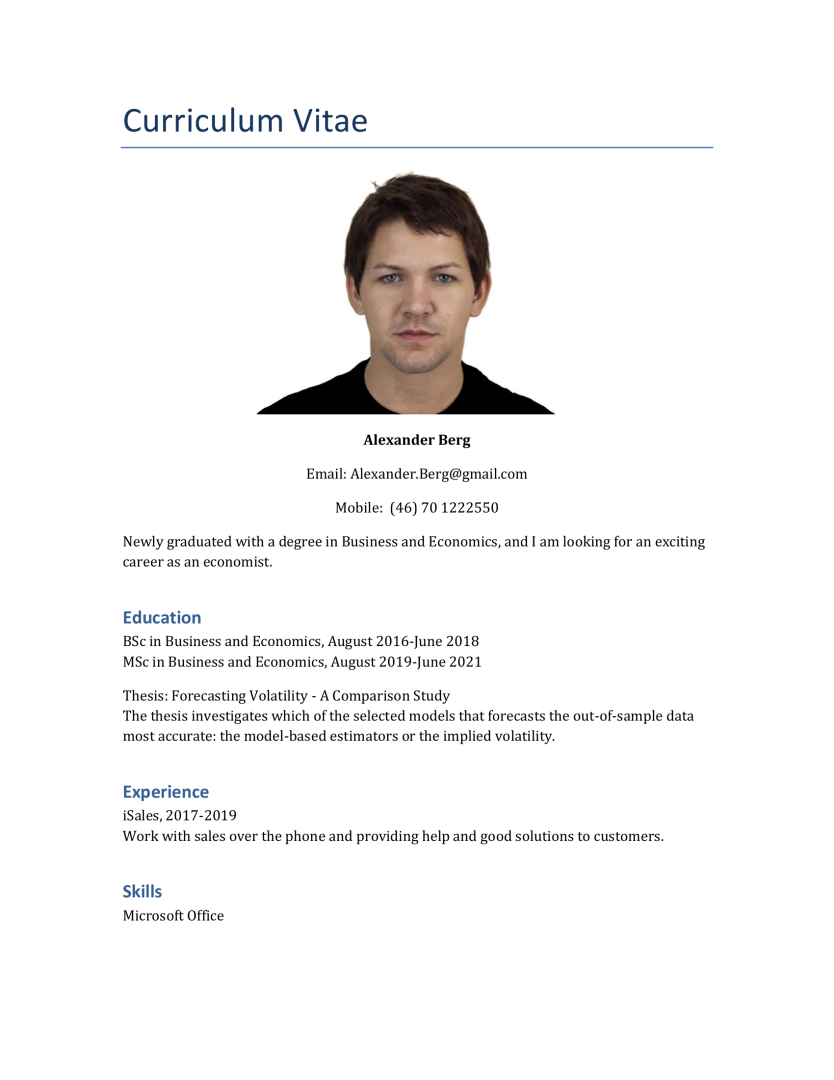 Curriculum Vitae
Alexander Berg
Email: Alexander.Berg@gmail.com
Mobile:  (46) 70 1222550
Newly graduated with a degree in Business and Economics, and I am looking for an exciting
career as an economist.
Education
BSc in Business and Economics, August 2016-June 2018
MSc in Business and Economics, August 2019-June 2021
Thesis: Forecasting Volatility - A Comparison Study
The thesis investigates which of the selected models that forecasts the out-of-sample data
most accurate: the model-based estimators or the implied volatility.
Experience
iSales, 2017-2019
Work with sales over the phone and providing help and good solutions to customers.
Skills
Microsoft Office